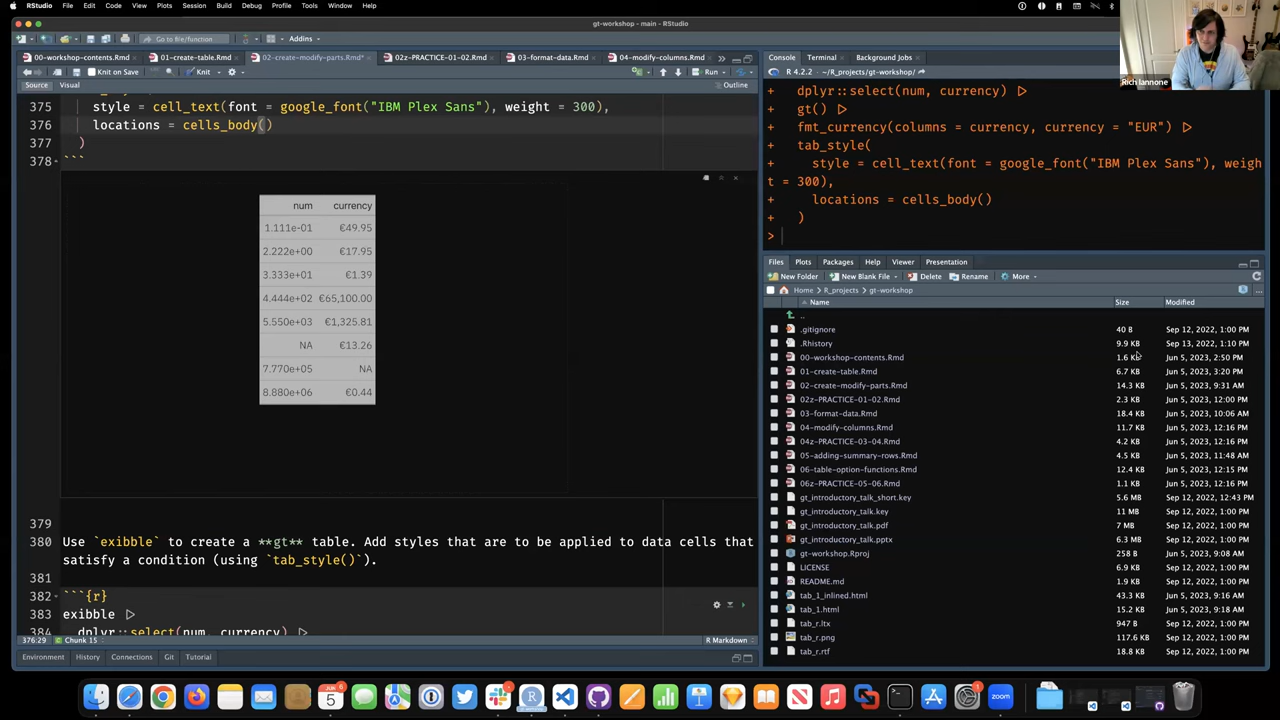 RStudio File Edit Code View Plots Session Build Debug Profile Tools Window Help
gt-workshop - main - RStudio
Go to file/function Addins
00-workshop-contents.Rmd 01-create-table.Rmd 02-create-modify-parts.Rmd* 02z-PRACTICE-01-02.Rmd 03-format-data.Rmd 04-modify-columns.Rmd
Knit on Save Knit Run
Source Visual Outline
375 style = cell_text(font = google_font("IBM Plex Sans"), weight = 300),
376 locations = cells_body()
377 )
378 ```
num currency
1.111e-01 €49.95
2.222e+00 €17.95
3.333e+01 €1.39
4.444e+02 €65,100.00
5.550e+03 €1,325.81
NA €13.26
7.770e+05 NA
8.880e+06 €0.44
379
380 Use `exibble` to create a **gt** table. Add styles that are to be applied to data cells that
satisfy a condition (using `tab_style()`).
381
382 ```{r}
383 exibble |>
384 dplyr::select(num, currency) |>
376:29 Chunk 15 R Markdown
Environment History Connections Git Tutorial
Console Terminal Background Jobs
R 4.2.2 · ~/R_projects/gt-workshop/
+ dplyr::select(num, currency) |>
+ gt() |>
+ fmt_currency(columns = currency, currency = "EUR") |>
+ tab_style(
+ style = cell_text(font = google_font("IBM Plex Sans"), weigh
t = 300),
+ locations = cells_body()
+ )
>
Files Plots Packages Help Viewer Presentation
New Folder New Blank File Delete Rename More
Home R_projects gt-workshop
Name Size Modified
..
.gitignore 40 B Sep 12, 2022, 1:00 PM
.Rhistory 9.9 KB Sep 13, 2022, 1:10 PM
00-workshop-contents.Rmd 1.6 KB Jun 5, 2023, 2:50 PM
01-create-table.Rmd 6.7 KB Jun 5, 2023, 3:20 PM
02-create-modify-parts.Rmd 14.3 KB Jun 5, 2023, 9:31 AM
02z-PRACTICE-01-02.Rmd 2.3 KB Jun 5, 2023, 12:00 PM
03-format-data.Rmd 18.4 KB Jun 5, 2023, 10:06 AM
04-modify-columns.Rmd 11.7 KB Jun 5, 2023, 12:16 PM
04z-PRACTICE-03-04.Rmd 4.2 KB Jun 5, 2023, 12:16 PM
05-adding-summary-rows.Rmd 4.5 KB Jun 5, 2023, 11:48 AM
06-table-option-functions.Rmd 12.4 KB Jun 5, 2023, 12:15 PM
06z-PRACTICE-05-06.Rmd 1.1 KB Jun 5, 2023, 12:16 PM
gt_introductory_talk_short.key 5.6 MB Sep 12, 2022, 12:43 PM
gt_introductory_talk.key 11 MB Sep 12, 2022, 1:00 PM
gt_introductory_talk.pdf 7 MB Sep 12, 2022, 1:00 PM
gt_introductory_talk.pptx 6.3 MB Sep 12, 2022, 1:00 PM
gt-workshop.Rproj 258 B Jun 5, 2023, 9:08 AM
LICENSE 6.9 KB Sep 12, 2022, 1:00 PM
README.md 1.9 KB Sep 12, 2022, 1:00 PM
tab_1_inlined.html 43.3 KB Jun 5, 2023, 9:16 AM
tab_1.html 15.2 KB Jun 5, 2023, 9:18 AM
tab_r.ltx 947 B Sep 12, 2022, 1:00 PM
tab_r.png 117.6 KB Sep 12, 2022, 1:00 PM
tab_r.rtf 18.8 KB Sep 12, 2022, 1:00 PM
Rich Iannone
JUN
5
zoom